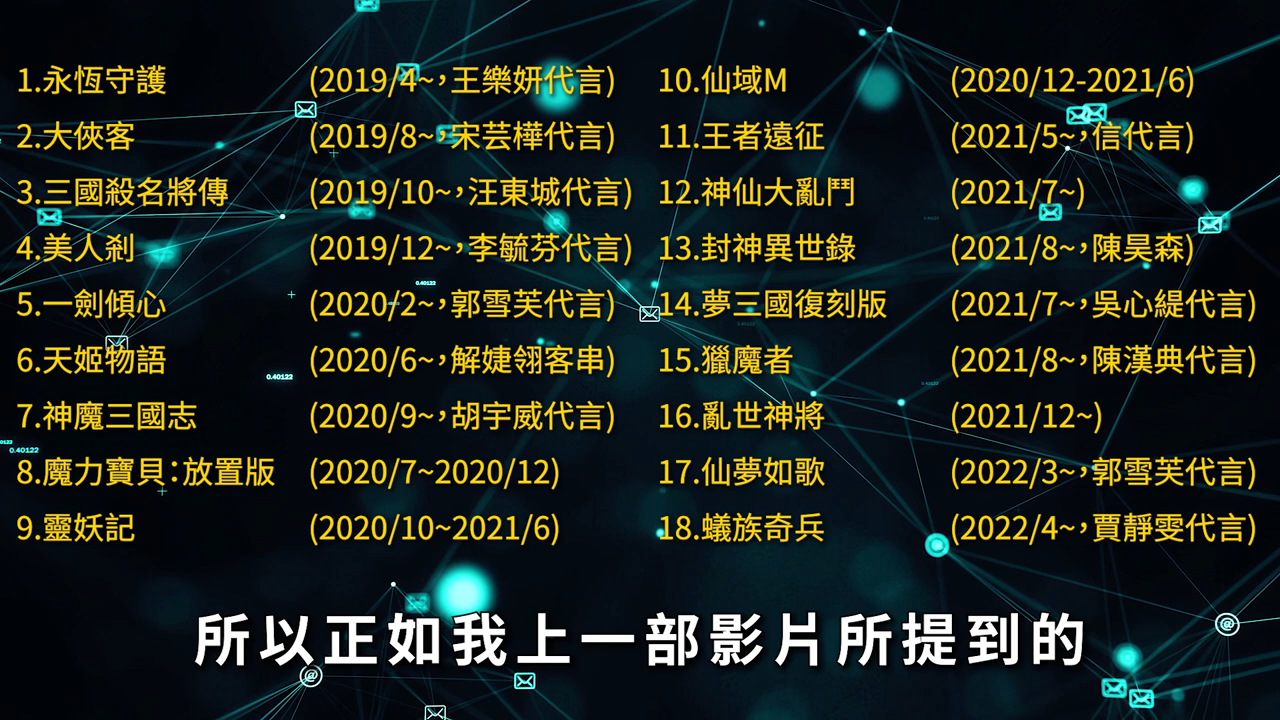 1.永恆守護 (2019/4~，王樂妍代言)
2.大俠客 (2019/8~，宋芸樺代言)
3.三國殺名將傳 (2019/10~，汪東城代言)
4.美人剎 (2019/12~，李毓芬代言)
5.一劍傾心 (2020/2~，郭雪芙代言)
6.天姬物語 (2020/6~，解婕翎客串)
7.神魔三國志 (2020/9~，胡宇威代言)
8.魔力寶貝：放置版 (2020/7~2020/12)
9.靈妖記 (2020/10~2021/6)
10.仙域M (2020/12-2021/6)
11.王者遠征 (2021/5~，信代言)
12.神仙大亂鬥 (2021/7~)
13.封神異世錄 (2021/8~，陳昊森)
14.夢三國復刻版 (2021/7~，吳心緹代言)
15.獵魔者 (2021/8~，陳漢典代言)
16.亂世神將 (2021/12~)
17.仙夢如歌 (2022/3~，郭雪芙代言)
18.蟻族奇兵 (2022/4~，賈靜雯代言)
0.40122
0.40122
0.40122
所以正如我上一部影片所提到的